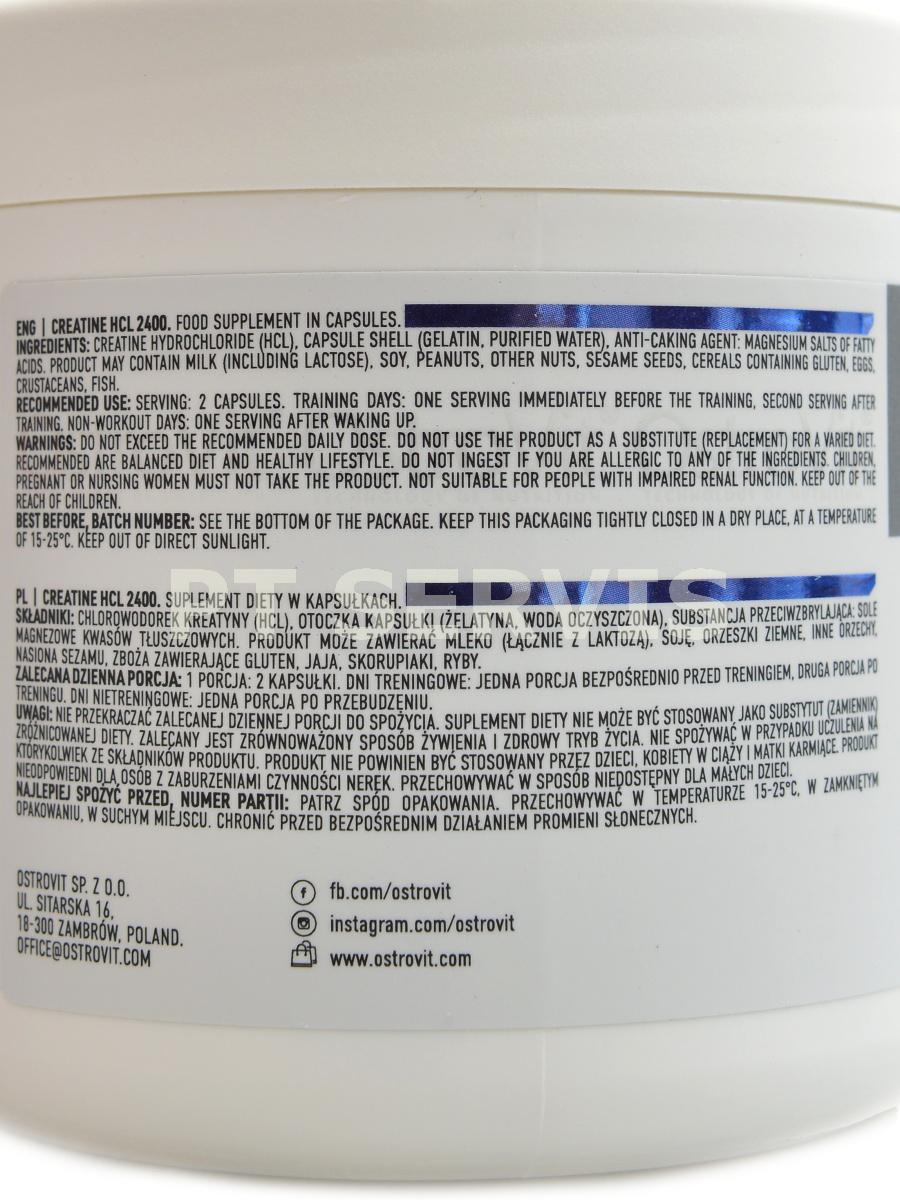 ENG | CREATINE HCL 2400. FOOD SUPPLEMENT IN CAPSULES.
INGREDIENTS: CREATINE HYDROCHLORIDE (HCL), CAPSULE SHELL (GELATIN, PURIFIED WATER), ANTI-CAKING AGENT: MAGNESIUM SALTS OF FATTY
ACIDS. PRODUCT MAY CONTAIN MILK (INCLUDING LACTOSE), SOY, PEANUTS, OTHER NUTS, SESAME SEEDS, CEREALS CONTAINING GLUTEN, EGGS,
CRUSTACEANS, FISH.
RECOMMENDED USE: SERVING: 2 CAPSULES. TRAINING DAYS: ONE SERVING IMMEDIATELY BEFORE THE TRAINING, SECOND SERVING AFTER
TRAINING. NON-WORKOUT DAYS: ONE SERVING AFTER WAKING UP.
WARNINGS: DO NOT EXCEED THE RECOMMENDED DAILY DOSE. DO NOT USE THE PRODUCT AS A SUBSTITUTE (REPLACEMENT) FOR A VARIED DIET.
RECOMMENDED ARE BALANCED DIET AND HEALTHY LIFESTYLE. DO NOT INGEST IF YOU ARE ALLERGIC TO ANY OF THE INGREDIENTS. CHILDREN,
PREGNANT OR NURSING WOMEN MUST NOT TAKE THE PRODUCT. NOT SUITABLE FOR PEOPLE WITH IMPAIRED RENAL FUNCTION. KEEP OUT OF THE
REACH OF CHILDREN.
BEST BEFORE, BATCH NUMBER: SEE THE BOTTOM OF THE PACKAGE. KEEP THIS PACKAGING TIGHTLY CLOSED IN A DRY PLACE, AT A TEMPERATURE
OF 15-25°C. KEEP OUT OF DIRECT SUNLIGHT.
PT SERVIS
PL | CREATINE HCL 2400. SUPLEMENT DIETY W KAPSUŁKACH.
SKŁADNIKI: CHLOROWODOREK KREATYNY (HCL), OTOCZKA KAPSUŁKI (ŻELATYNA, WODA OCZYSZCZONA), SUBSTANCJA PRZECIWZBRYLAJĄCA: SOLE
MAGNEZOWE KWASÓW TŁUSZCZOWYCH. PRODUKT MOŻE ZAWIERAĆ MLEKO (ŁĄCZNIE Z LAKTOZĄ), SOJĘ, ORZESZKI ZIEMNE, INNE ORZECHY,
NASIONA SEZAMU, ZBOŻA ZAWIERAJĄCE GLUTEN, JAJA, SKORUPIAKI, RYBY.
ZALECANA DZIENNA PORCJA: 1 PORCJA: 2 KAPSUŁKI. DNI TRENINGOWE: JEDNA PORCJA BEZPOŚREDNIO PRZED TRENINGIEM, DRUGA PORCJA PO
TRENINGU. DNI NIETRENINGOWE: JEDNA PORCJA PO PRZEBUDZENIU.
UWAGI: NIE PRZEKRACZAĆ ZALECANEJ DZIENNEJ PORCJI DO SPOŻYCIA. SUPLEMENT DIETY NIE MOŻE BYĆ STOSOWANY JAKO SUBSTYTUT (ZAMIENNIK)
ZRÓŻNICOWANEJ DIETY. ZALECANY JEST ZRÓWNOWAŻONY SPOSÓB ŻYWIENIA I ZDROWY TRYB ŻYCIA. NIE SPOŻYWAĆ W PRZYPADKU UCZULENIA NA
KTÓRYKOLWIEK ZE SKŁADNIKÓW PRODUKTU. PRODUKT NIE POWINIEN BYĆ STOSOWANY PRZEZ DZIECI, KOBIETY W CIĄŻY I MATKI KARMIĄCE. PRODUKT
NIEODPOWIEDNI DLA OSÓB Z ZABURZENIAMI CZYNNOŚCI NEREK. PRZECHOWYWAĆ W SPOSÓB NIEDOSTĘPNY DLA MAŁYCH DZIECI.
NAJLEPIEJ SPOŻYĆ PRZED, NUMER PARTII: PATRZ SPÓD OPAKOWANIA. PRZECHOWYWAĆ W TEMPERATURZE 15-25°C, W ZAMKNIĘTYM
OPAKOWANIU, W SUCHYM MIEJSCU. CHRONIĆ PRZED BEZPOŚREDNIM DZIAŁANIEM PROMIENI SŁONECZNYCH.
OSTROVIT SP. Z O.O.
UL. SITARSKA 16,
18-300 ZAMBRÓW, POLAND.
OFFICE@OSTROVIT.COM
fb.com/ostrovit
instagram.com/ostrovit
www.ostrovit.com